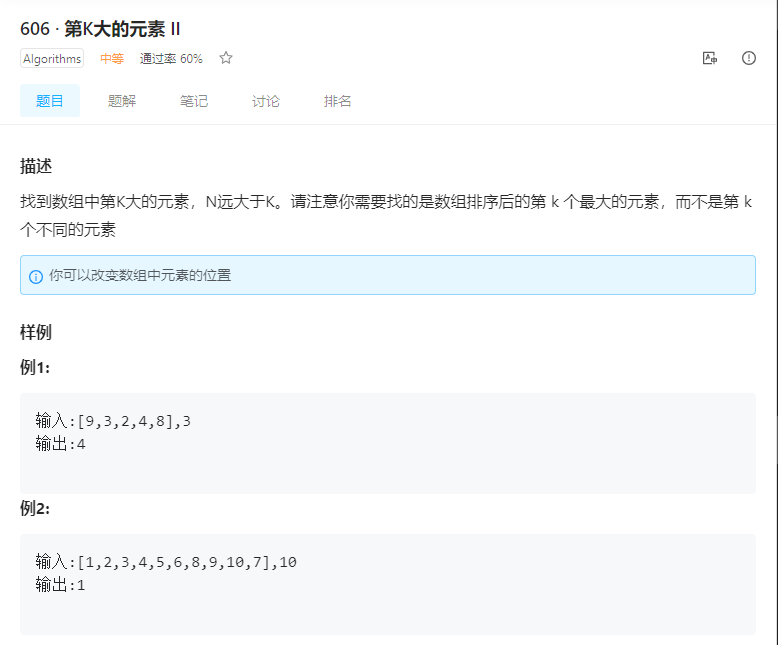 606 · 第K大的元素 II
Algorithms 中等 通过率 60%
题目 题解 笔记 讨论 排名
描述
找到数组中第K大的元素，N远大于K。请注意你需要找的是数组排序后的第 k 个最大的元素，而不是第 k
个不同的元素
你可以改变数组中元素的位置
样例
例1:
输入:[9,3,2,4,8],3
输出:4
例2:
输入:[1,2,3,4,5,6,8,9,10,7],10
输出:1